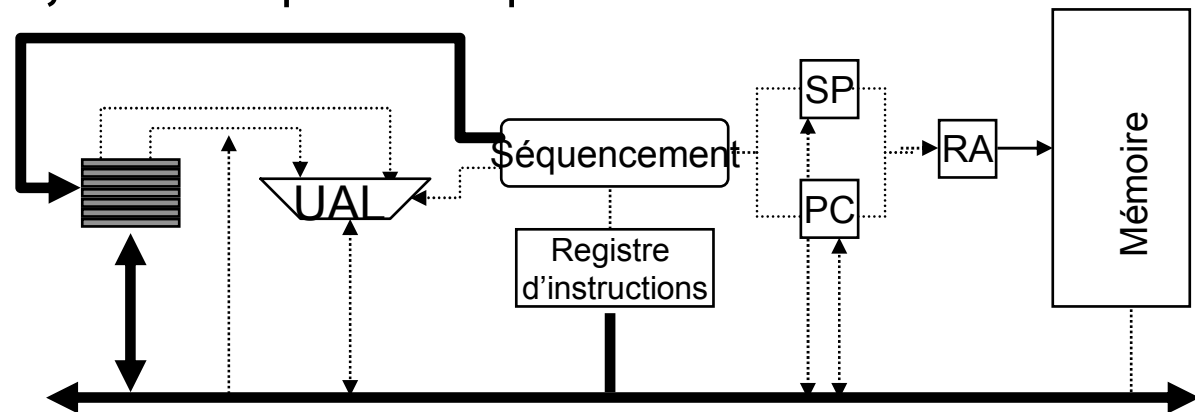 SP
Séquencement
RA
UAL
PC
Registre
d'instructions
Mémoire